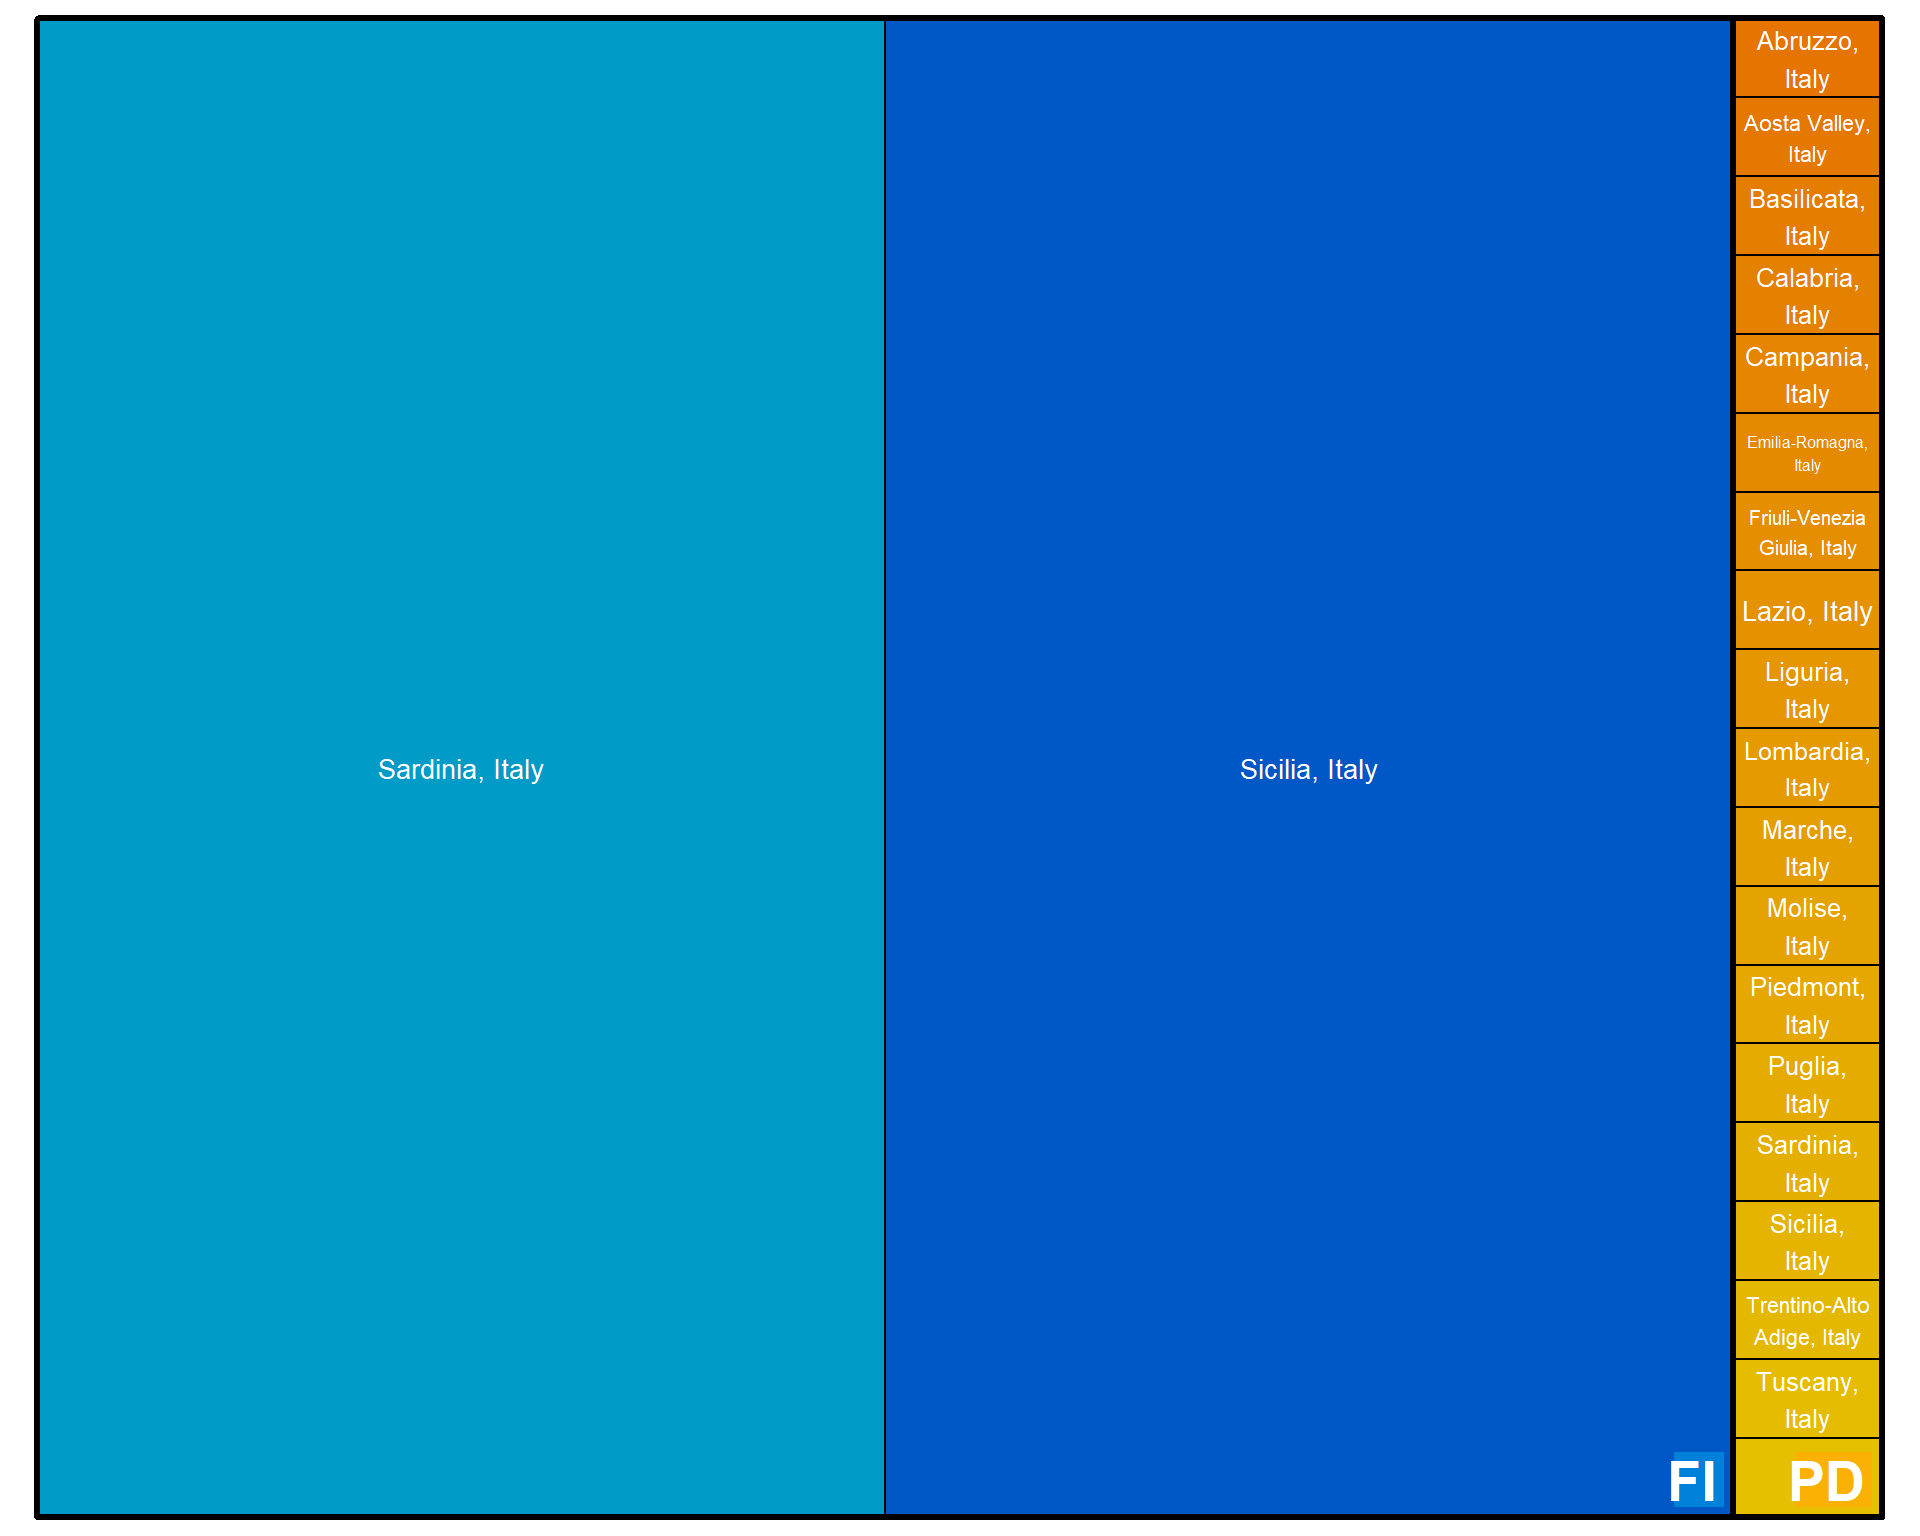 Sardinia, Italy
Sicilia, Italy
FI
Abruzzo,
Italy
Aosta Valley,
Italy
Basilicata,
Italy
Calabria,
Italy
Campania,
Italy
Emilia-Romagna,
Italy
Friuli-Venezia
Giulia, Italy
Lazio, Italy
Liguria,
Italy
Lombardia,
Italy
Marche,
Italy
Molise,
Italy
Piedmont,
Italy
Puglia,
Italy
Sardinia,
Italy
Sicilia,
Italy
Trentino-Alto
Adige, Italy
Tuscany,
Italy
PD